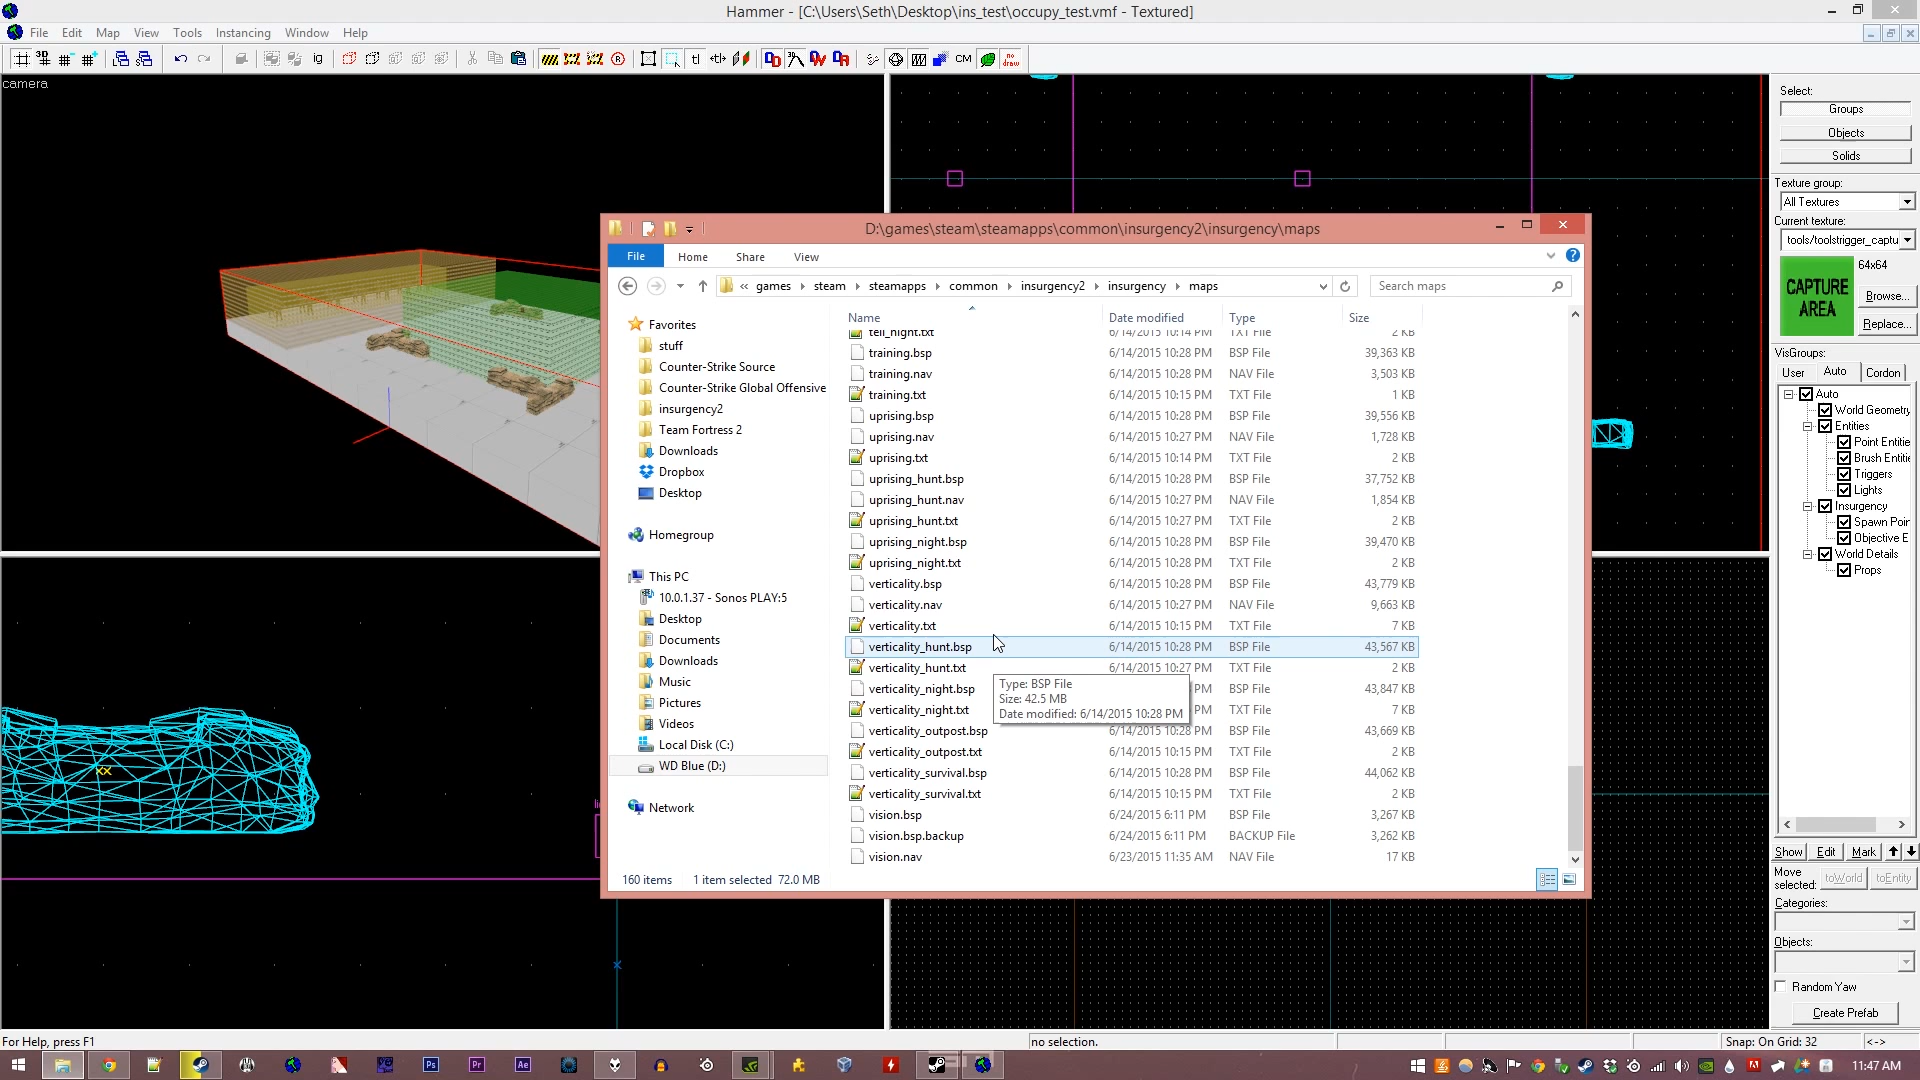 Hammer - [C:\Users\Seth\Desktop\ins_test\occupy_test.vmf - Textured]
File Edit Map View Tools Instancing Window Help
camera
D:\games\steam\steamapps\common\insurgency2\insurgency\maps
File Home Share View
« games steam steamapps common insurgency2 insurgency maps
Search maps
Favorites
stuff
Counter-Strike Source
Counter-Strike Global Offensive
insurgency2
Team Fortress 2
Downloads
Dropbox
Desktop
Homegroup
This PC
10.0.1.37 - Sonos PLAY:5
Desktop
Documents
Downloads
Music
Pictures
Videos
Local Disk (C:)
WD Blue (D:)
Network
Name Date modified Type Size
tell_night.txt 6/14/2015 10:14 PM TXT File 2 KB
training.bsp 6/14/2015 10:28 PM BSP File 39,363 KB
training.nav 6/14/2015 10:28 PM NAV File 3,503 KB
training.txt 6/14/2015 10:15 PM TXT File 1 KB
uprising.bsp 6/14/2015 10:28 PM BSP File 39,556 KB
uprising.nav 6/14/2015 10:27 PM NAV File 1,728 KB
uprising.txt 6/14/2015 10:14 PM TXT File 2 KB
uprising_hunt.bsp 6/14/2015 10:28 PM BSP File 37,752 KB
uprising_hunt.nav 6/14/2015 10:27 PM NAV File 1,854 KB
uprising_hunt.txt 6/14/2015 10:27 PM TXT File 2 KB
uprising_night.bsp 6/14/2015 10:28 PM BSP File 39,470 KB
uprising_night.txt 6/14/2015 10:28 PM TXT File 2 KB
verticality.bsp 6/14/2015 10:28 PM BSP File 43,779 KB
verticality.nav 6/14/2015 10:27 PM NAV File 9,663 KB
verticality.txt 6/14/2015 10:15 PM TXT File 7 KB
verticality_hunt.bsp 6/14/2015 10:28 PM BSP File 43,567 KB
verticality_hunt.txt 6/14/2015 10:27 PM TXT File 2 KB
verticality_night.bsp PM BSP File 43,847 KB
verticality_night.txt PM TXT File 7 KB
verticality_outpost.bsp 6/14/2015 10:28 PM BSP File 43,669 KB
verticality_outpost.txt 6/14/2015 10:15 PM TXT File 2 KB
verticality_survival.bsp 6/14/2015 10:28 PM BSP File 44,062 KB
verticality_survival.txt 6/14/2015 10:15 PM TXT File 2 KB
vision.bsp 6/24/2015 6:11 PM BSP File 3,267 KB
vision.bsp.backup 6/24/2015 6:11 PM BACKUP File 3,262 KB
vision.nav 6/23/2015 11:35 AM NAV File 17 KB
Type: BSP File
Size: 42.5 MB
Date modified: 6/14/2015 10:28 PM
160 items 1 item selected 72.0 MB
Select:
Groups
Objects
Solids
Texture group:
All Textures
Current texture:
tools/toolstrigger_captu
CAPTURE AREA
64x64
Browse...
Replace...
VisGroups:
User Auto Cordon
Auto
World Geometry
Entities
Point Entitie
Brush Entitie
Triggers
Lights
Insurgency
Spawn Poin
Objective E
World Details
Props
Show Edit Mark
Move selected: toWorld toEntity
Categories:
Objects:
Random Yaw
Create Prefab
For Help, press F1
no selection.
Snap: On Grid: 32
<->
11:47 AM